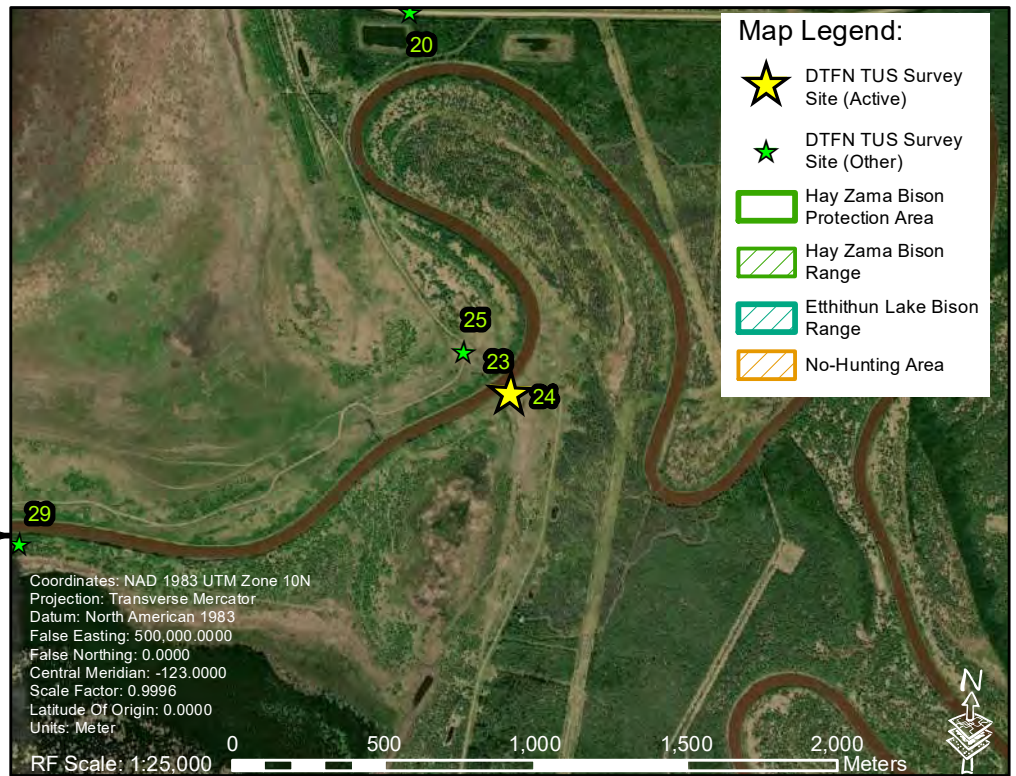 20
25
23
24
29
Map Legend:
DTFN TUS Survey
Site (Active)
DTFN TUS Survey
Site (Other)
Hay Zama Bison
Protection Area
Hay Zama Bison
Range
Etthithun Lake Bison
Range
No-Hunting Area
Coordinates: NAD 1983 UTM Zone 10N
Projection: Transverse Mercator
Datum: North American 1983
False Easting: 500,000.0000
False Northing: 0.0000
Central Meridian: -123.0000
Scale Factor: 0.9996
Latitude Of Origin: 0.0000
Units: Meter
RF Scale: 1:25,000
0 500 1,000 1,500 2,000
Meters
N